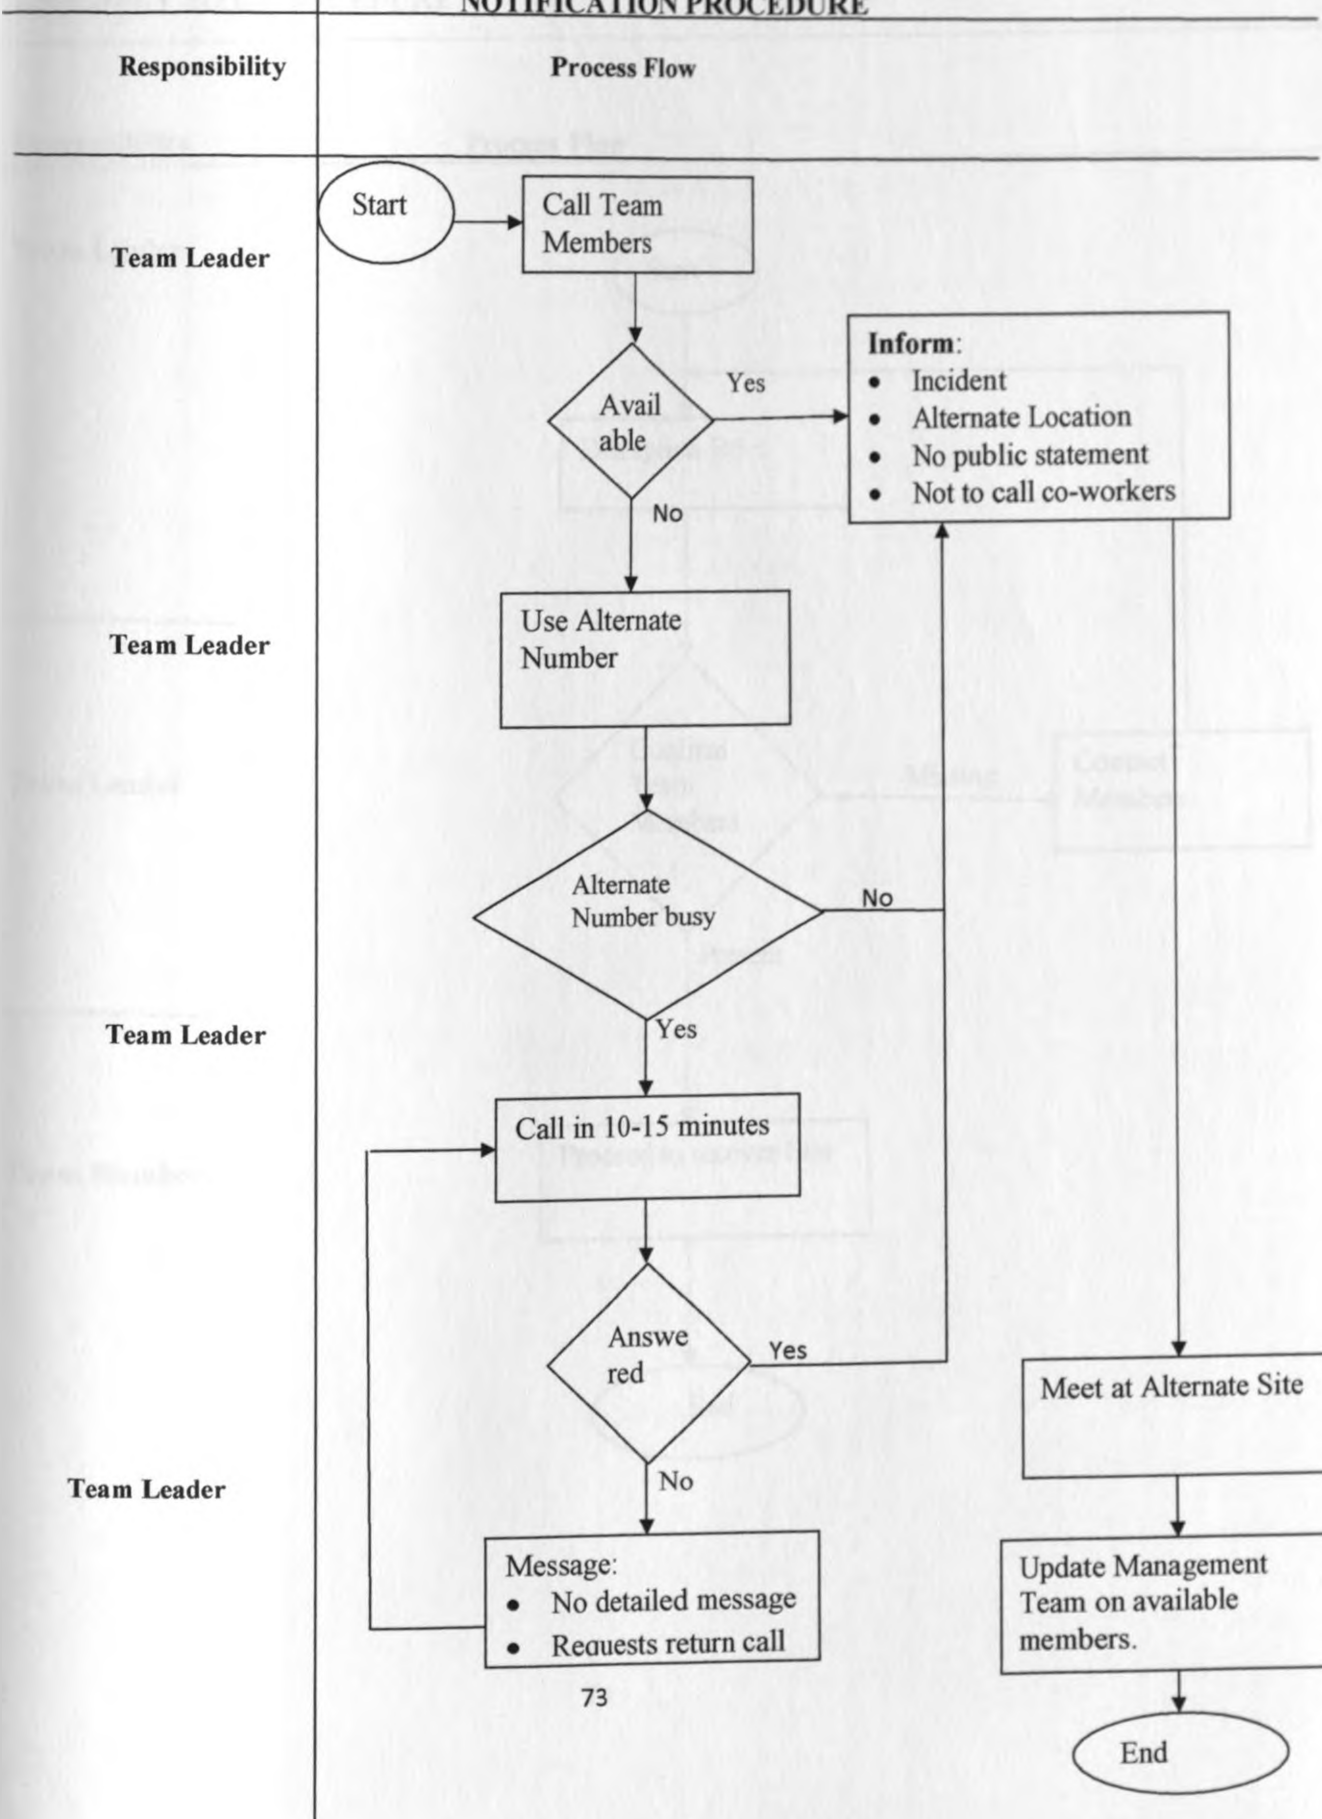 NOTIFICATION PROCEDURE
Responsibility
Process Flow
Start
Call Team
Members
Team Leader
Inform:
• Incident
• Alternate Location
• No public statement
• Not to call co-workers
Yes
Avail
able
No
Use Alternate
Number
Team Leader
Alternate
Number busy
No
Yes
Team Leader
Call in 10-15 minutes
Answe
red
Yes
Meet at Alternate Site
No
Team Leader
Message:
• No detailed message
• Requests return call
Update Management
Team on available
members.
73
End